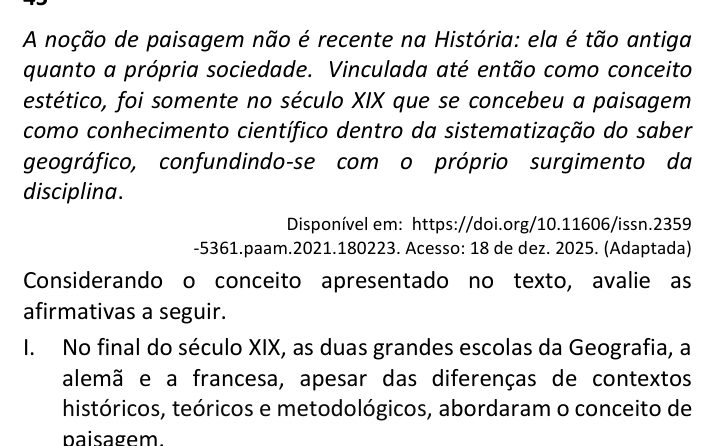 45
A noção de paisagem não é recente na História: ela é tão antiga
quanto a própria sociedade. Vinculada até então como conceito
estético, foi somente no século XIX que se concebeu a paisagem
como conhecimento científico dentro da sistematização do saber
geográfico, confundindo-se com o próprio surgimento da
disciplina.
Disponível em: https://doi.org/10.11606/issn.2359
-5361.paam.2021.180223. Acesso: 18 de dez. 2025. (Adaptada)
Considerando o conceito apresentado no texto, avalie as
afirmativas a seguir.
I. No final do século XIX, as duas grandes escolas da Geografia, a
alemã e a francesa, apesar das diferenças de contextos
históricos, teóricos e metodológicos, abordaram o conceito de
paisagem.